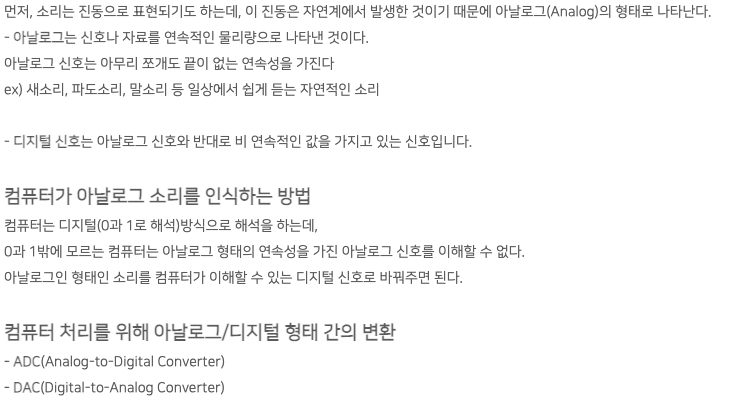 먼저, 소리는 진동으로 표현되기도 하는데, 이 진동은 자연계에서 발생한 것이기 때문에 아날로그(Analog)의 형태로 나타난다.
- 아날로그는 신호나 자료를 연속적인 물리량으로 나타낸 것이다.
아날로그 신호는 아무리 쪼개도 끝이 없는 연속성을 가진다
ex) 새소리, 파도소리, 말소리 등 일상에서 쉽게 듣는 자연적인 소리
- 디지털 신호는 아날로그 신호와 반대로 비 연속적인 값을 가지고 있는 신호입니다.
컴퓨터가 아날로그 소리를 인식하는 방법
컴퓨터는 디지털(0과 1로 해석)방식으로 해석을 하는데,
0과 1밖에 모르는 컴퓨터는 아날로그 형태의 연속성을 가진 아날로그 신호를 이해할 수 없다.
아날로그인 형태인 소리를 컴퓨터가 이해할 수 있는 디지털 신호로 바꿔주면 된다.
컴퓨터 처리를 위해 아날로그/디지털 형태 간의 변환
- ADC(Analog-to-Digital Converter)
- DAC(Digital-to-Analog Converter)